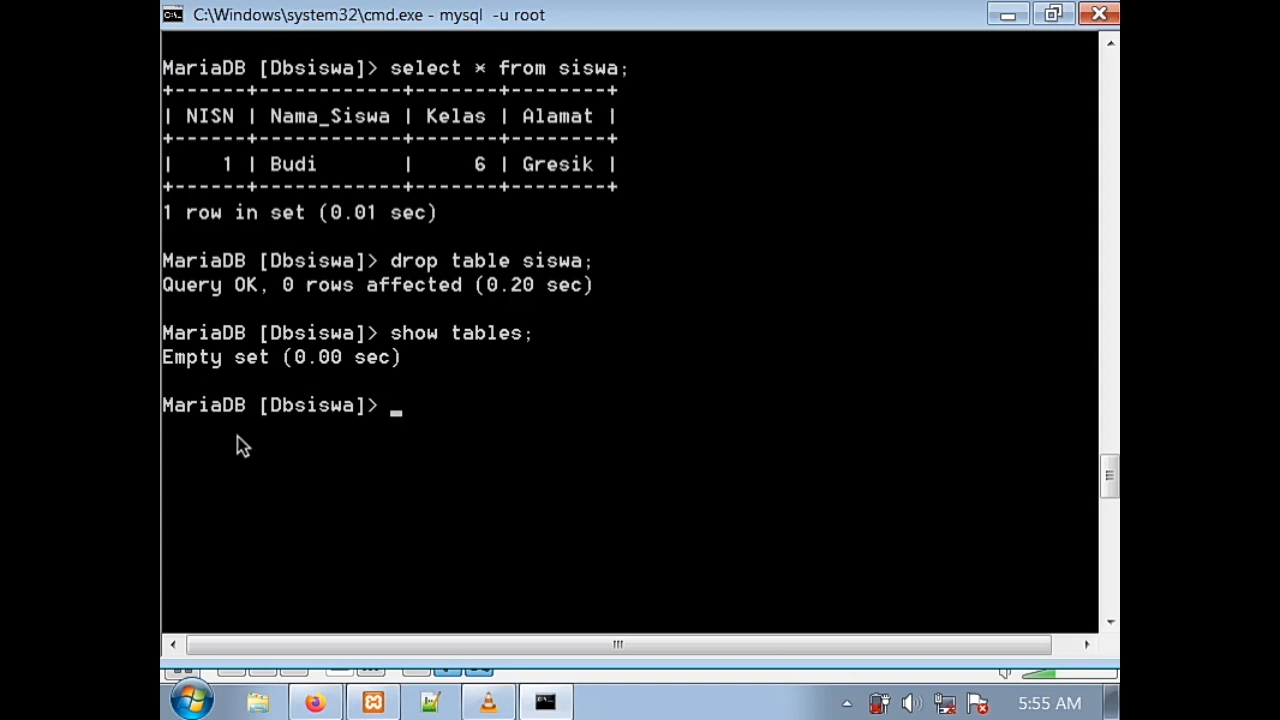 C:\Windows\system32\cmd.exe - mysql  -u root
MariaDB [Dbsiswa]> select * from siswa;
+------+------------+-------+--------+
| NISN | Nama_Siswa | Kelas | Alamat |
+------+------------+-------+--------+
|    1 | Budi       |     6 | Gresik |
+------+------------+-------+--------+
1 row in set (0.01 sec)
MariaDB [Dbsiswa]> drop table siswa;
Query OK, 0 rows affected (0.20 sec)
MariaDB [Dbsiswa]> show tables;
Empty set (0.00 sec)
MariaDB [Dbsiswa]> _
5:55 AM